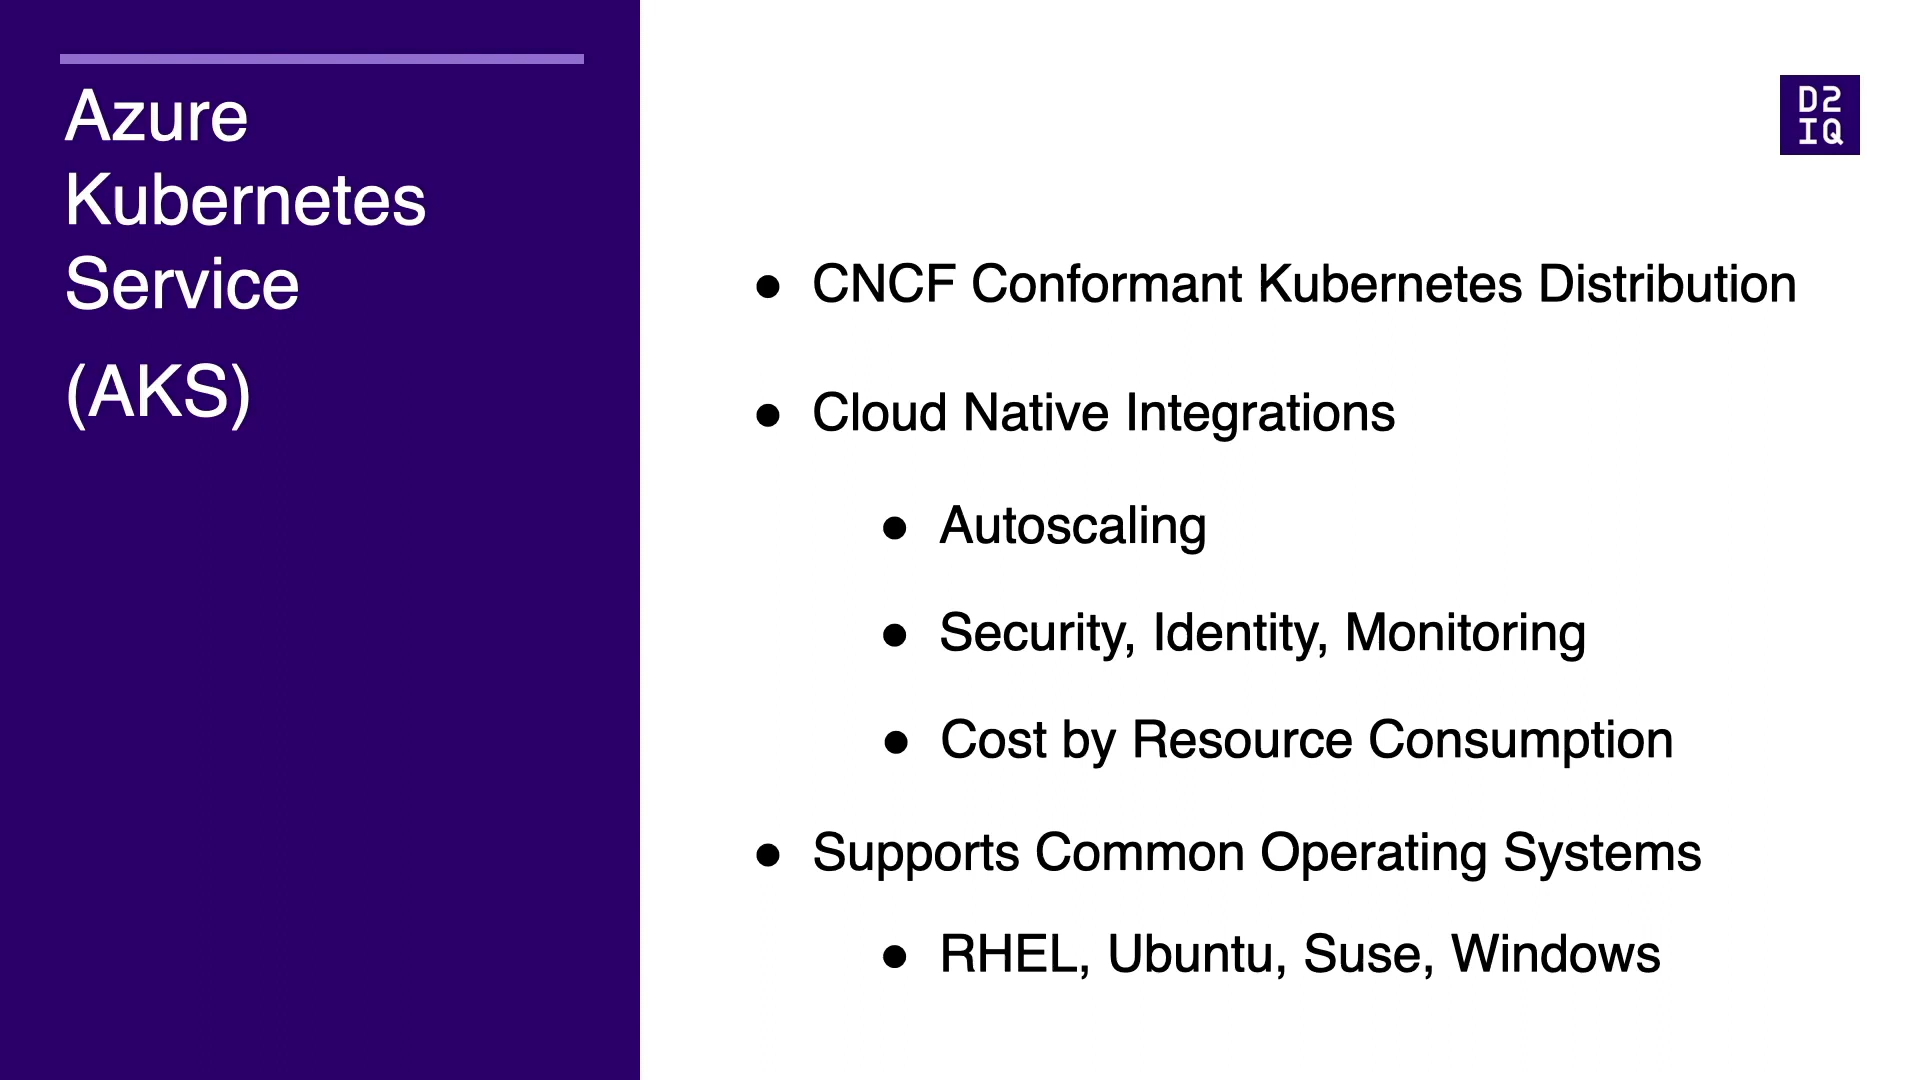 Azure
Kubernetes
Service
(AKS)
D2
IQ
● CNCF Conformant Kubernetes Distribution
● Cloud Native Integrations
● Autoscaling
● Security, Identity, Monitoring
● Cost by Resource Consumption
● Supports Common Operating Systems
● RHEL, Ubuntu, Suse, Windows